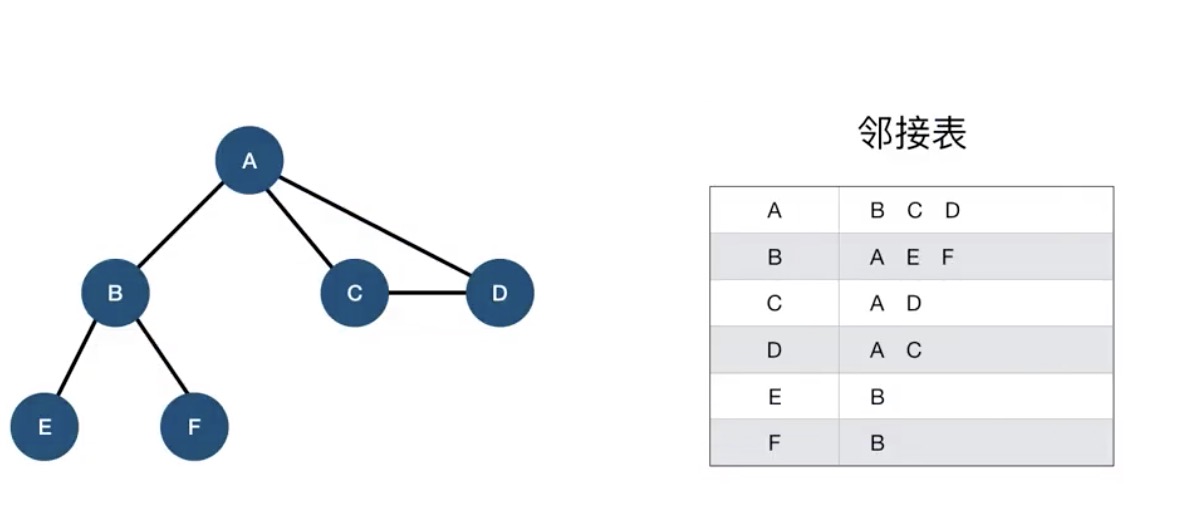 A
B C D
E F
邻接表
A B C D
B A E F
C A D
D A C
E B
F B